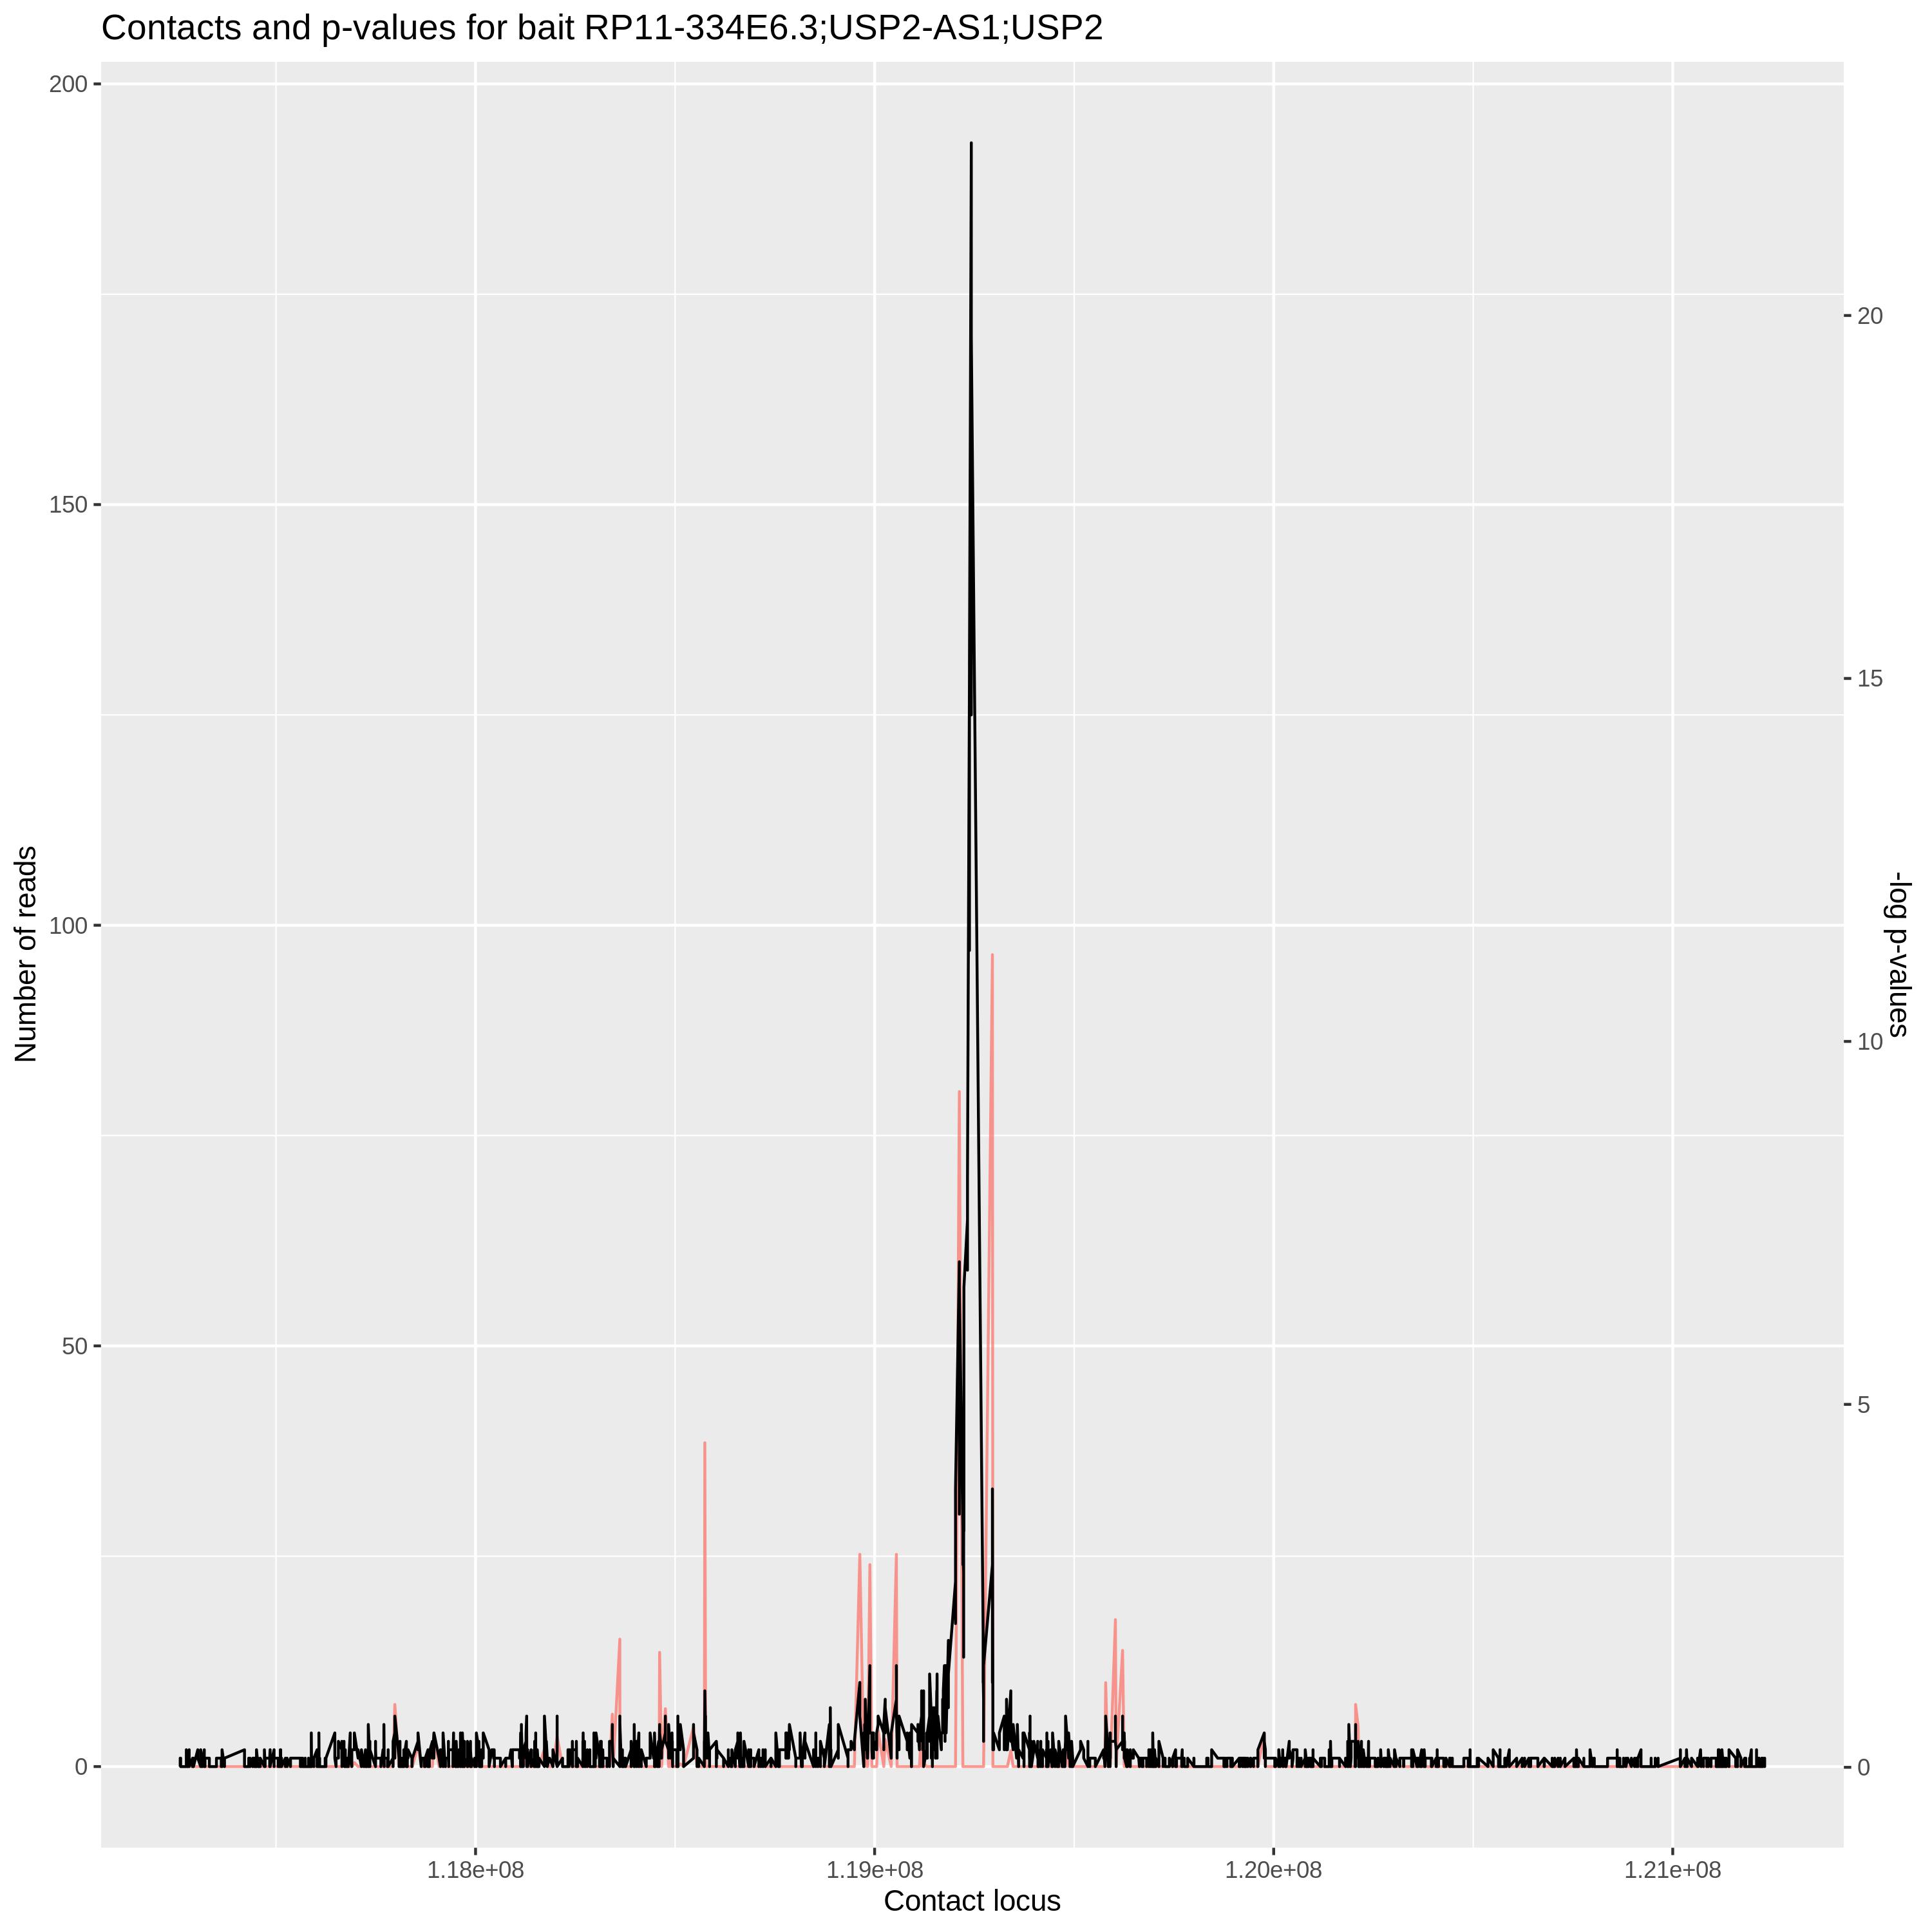 Contacts and p-values for bait RP11-334E6.3;USP2-AS1;USP2
200
150
100
50
0
Number of reads
20
15
10
5
0
-log p-values
1.18e+08
1.19e+08
1.20e+08
1.21e+08
Contact locus